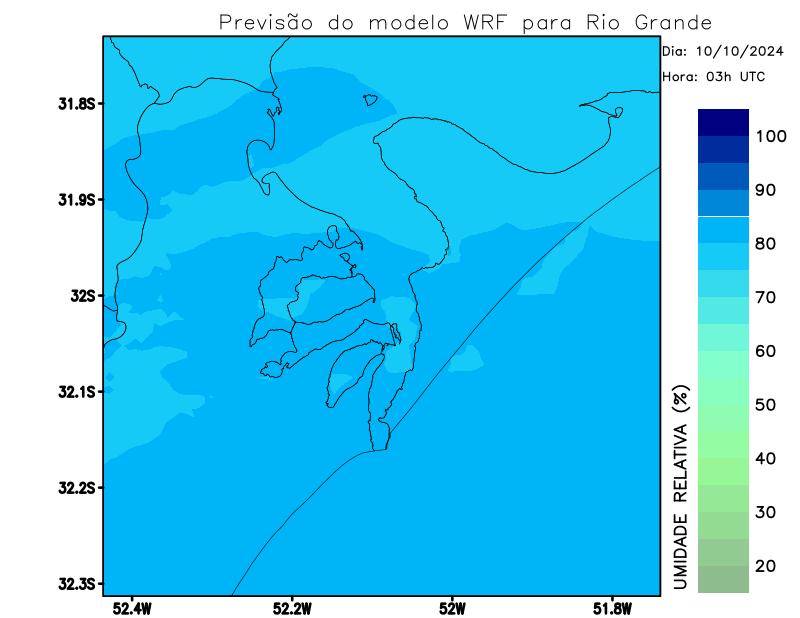 Previsão do modelo WRF para Rio Grande
Dia: 10/10/2024
Hora: 03h UTC
31.8S
31.9S
32S
32.1S
32.2S
32.3S
52.4W
52.2W
52W
51.8W
100
90
80
70
60
50
40
30
20
UMIDADE RELATIVA (%)